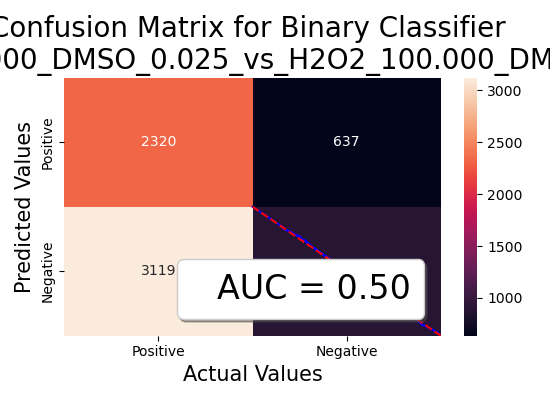 Confusion Matrix for Binary Classifier
000_DMSO_0.025_vs_H2O2_100.000_DM
Predicted Values
Positive
Negative
2320
637
3119
AUC = 0.50
Positive
Negative
Actual Values
3000
2500
2000
1500
1000